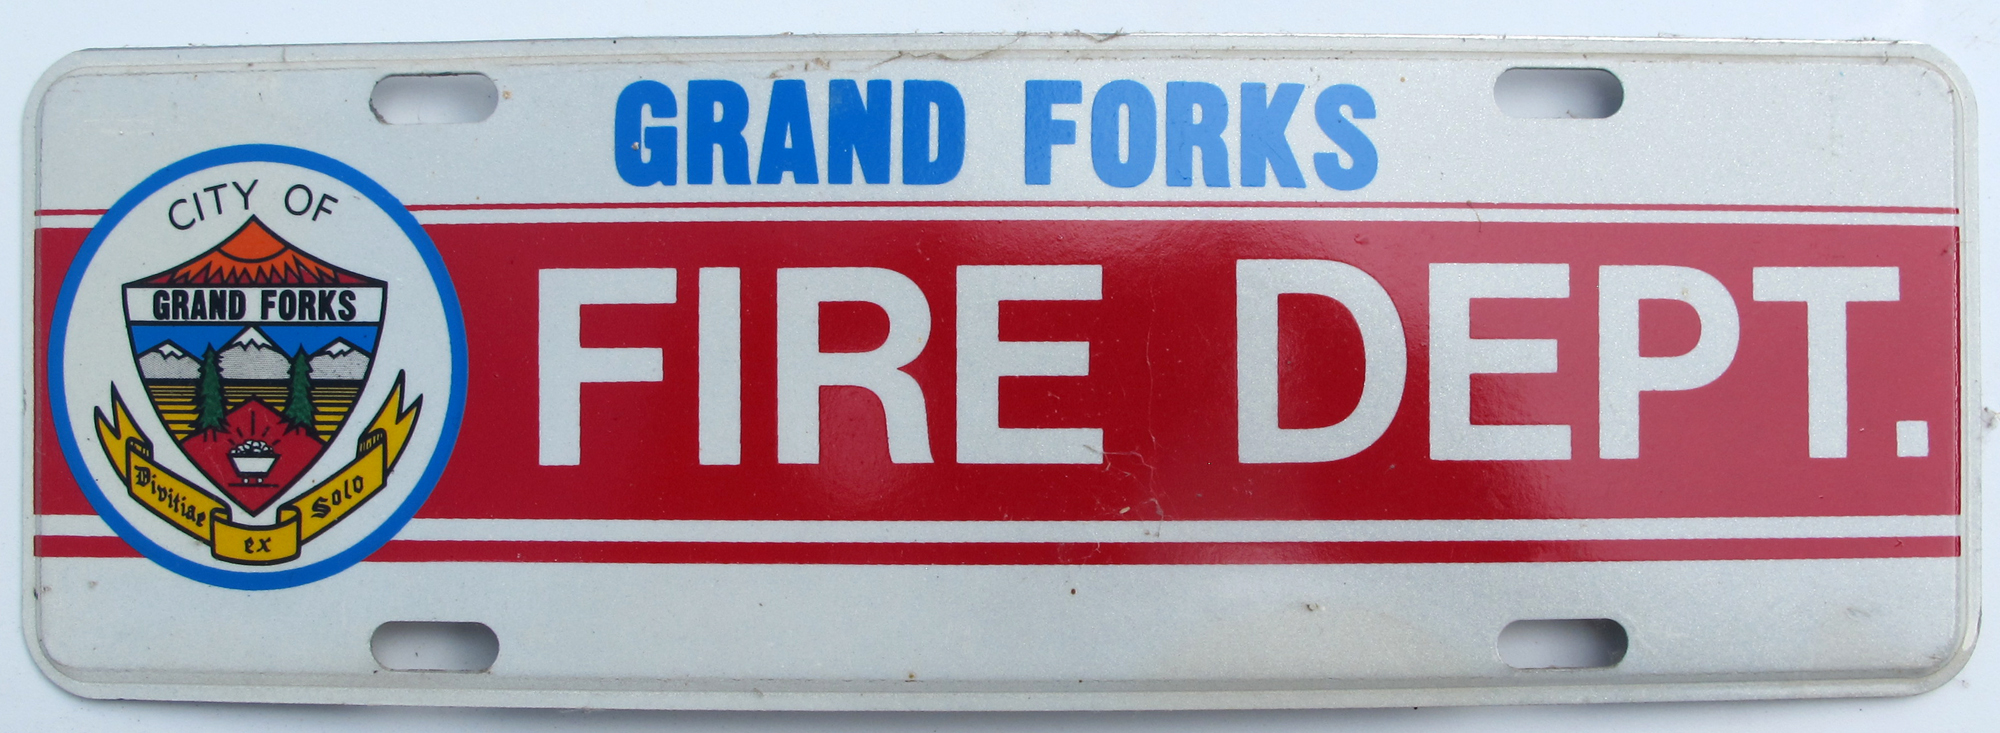 GRAND FORKS
CITY OF
GRAND FORKS
FIRE DEPT.
Divitiae ex Solo